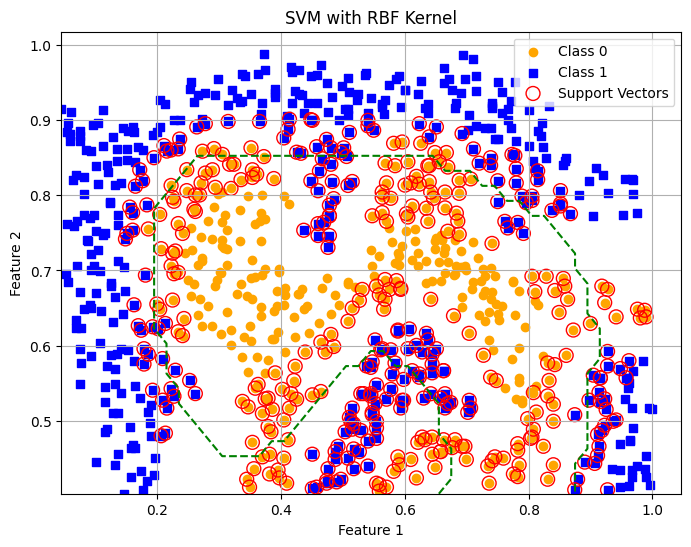 SVM with RBF Kernel
Class 0
Class 1
Support Vectors
1.0
0.9
0.8
0.7
0.6
0.5
Feature 2
0.2
0.4
0.6
0.8
1.0
Feature 1